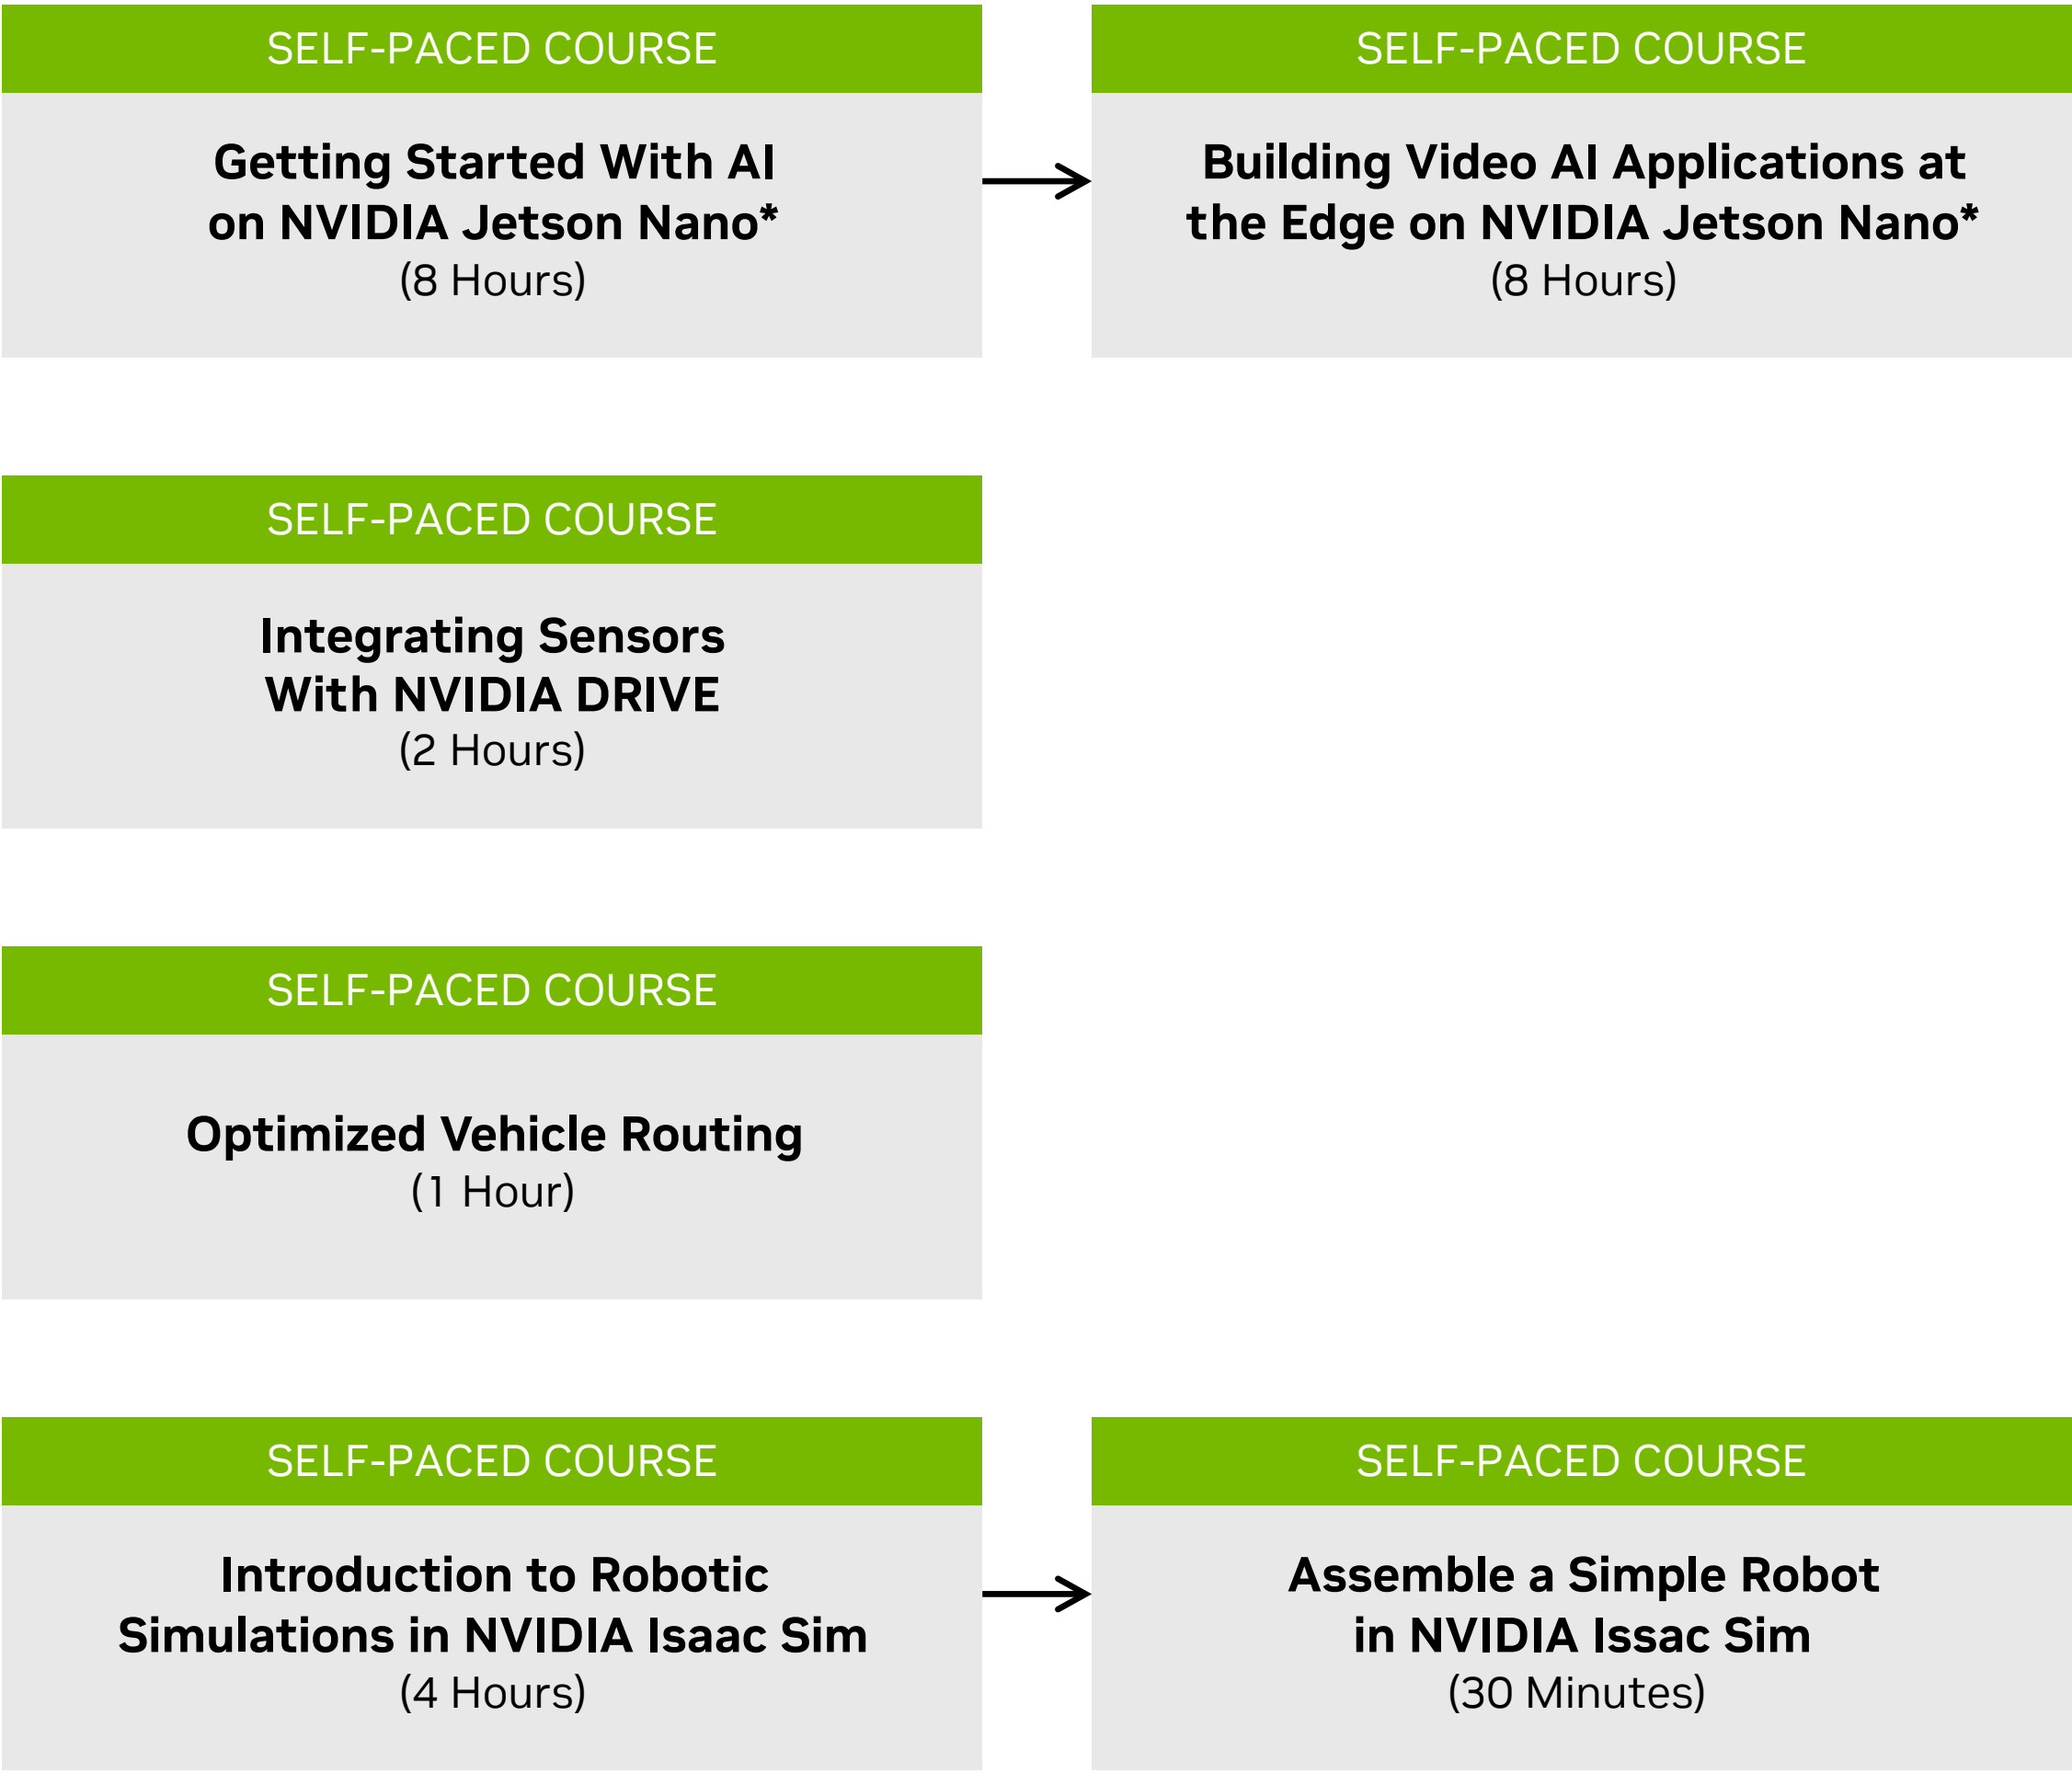 SELF-PACED COURSE
Getting Started With AI
on NVIDIA Jetson Nano*
(8 Hours)
SELF-PACED COURSE
Building Video AI Applications at
the Edge on NVIDIA Jetson Nano*
(8 Hours)
SELF-PACED COURSE
Integrating Sensors
With NVIDIA DRIVE
(2 Hours)
SELF-PACED COURSE
Optimized Vehicle Routing
(1 Hour)
SELF-PACED COURSE
Introduction to Robotic
Simulations in NVIDIA Isaac Sim
(4 Hours)
SELF-PACED COURSE
Assemble a Simple Robot
in NVIDIA Issac Sim
(30 Minutes)